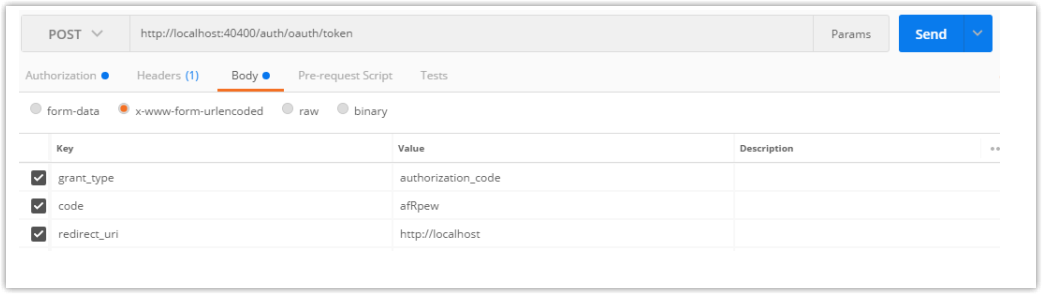 POST http://localhost:40400/auth/oauth/token Params Send
Authorization Headers (1) Body Pre-request Script Tests
form-data x-www-form-urlencoded raw binary
Key Value Description
grant_type authorization_code
code afRpew
redirect_uri http://localhost